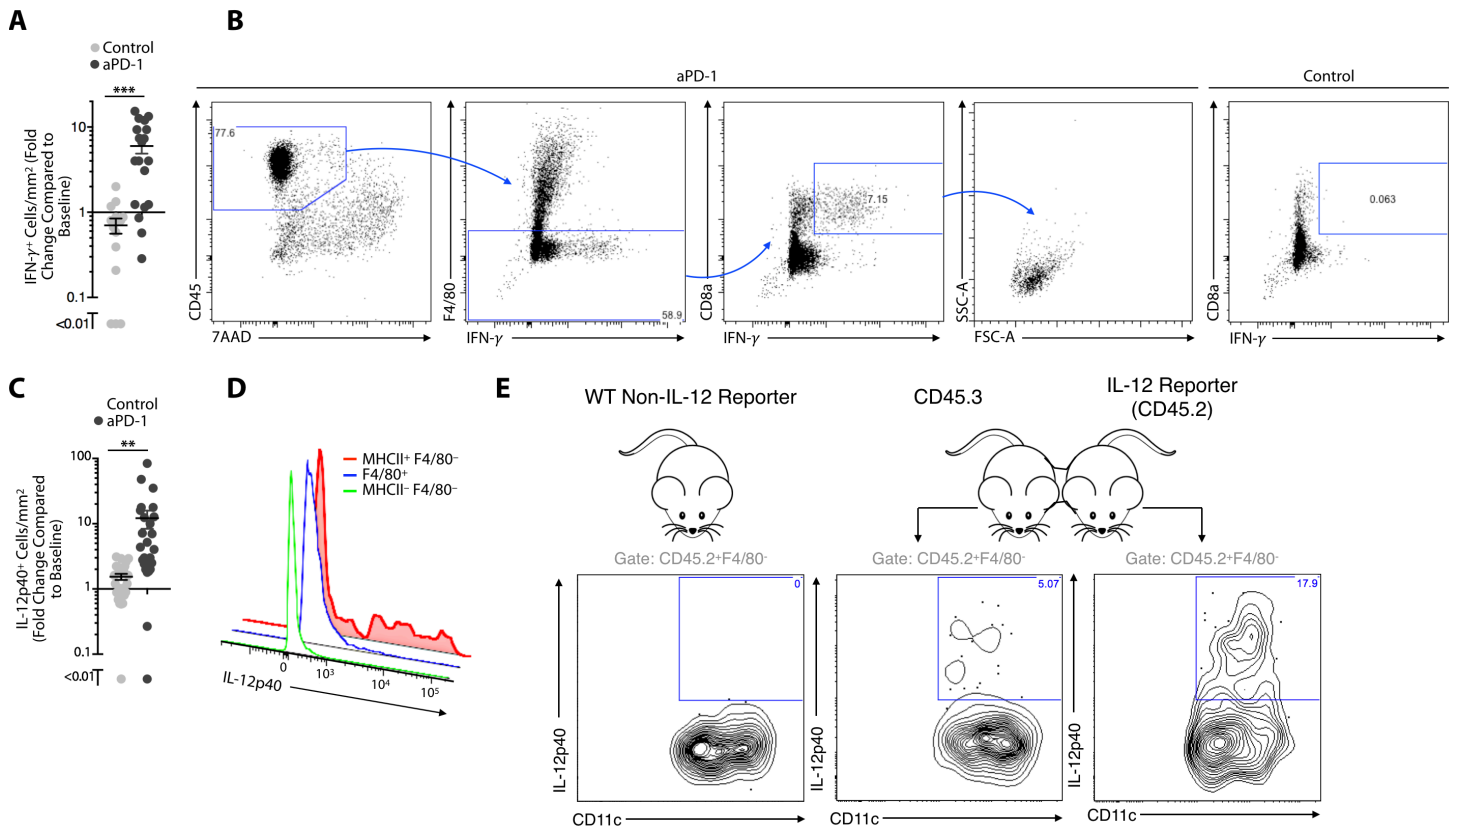 A
Control
aPD-1
***
IFN-γ⁺ Cells/mm² (Fold
Change Compared to
Baseline)
10
1
0.1
<0.01
B
aPD-1
Control
77.6
CD45
7AAD
F4/80
58.9
IFN-γ
CD8a
7.15
IFN-γ
SSC-A
FSC-A
CD8a
0.063
IFN-γ
C
Control
aPD-1
**
IL-12p40⁺ Cells/mm²
(Fold Change Compared
to Baseline)
100
10
1
0.1
<0.01
D
MHCII⁺ F4/80⁻
F4/80⁺
MHCII⁻ F4/80⁻
0
10³
10⁴
10⁵
IL-12p40
E
WT Non-IL-12 Reporter
CD45.3
IL-12 Reporter
(CD45.2)
Gate: CD45.2⁺F4/80⁻
Gate: CD45.2⁺F4/80⁻
Gate: CD45.2⁺F4/80⁻
0
5.07
17.9
IL-12p40
IL-12p40
IL-12p40
CD11c
CD11c
CD11c